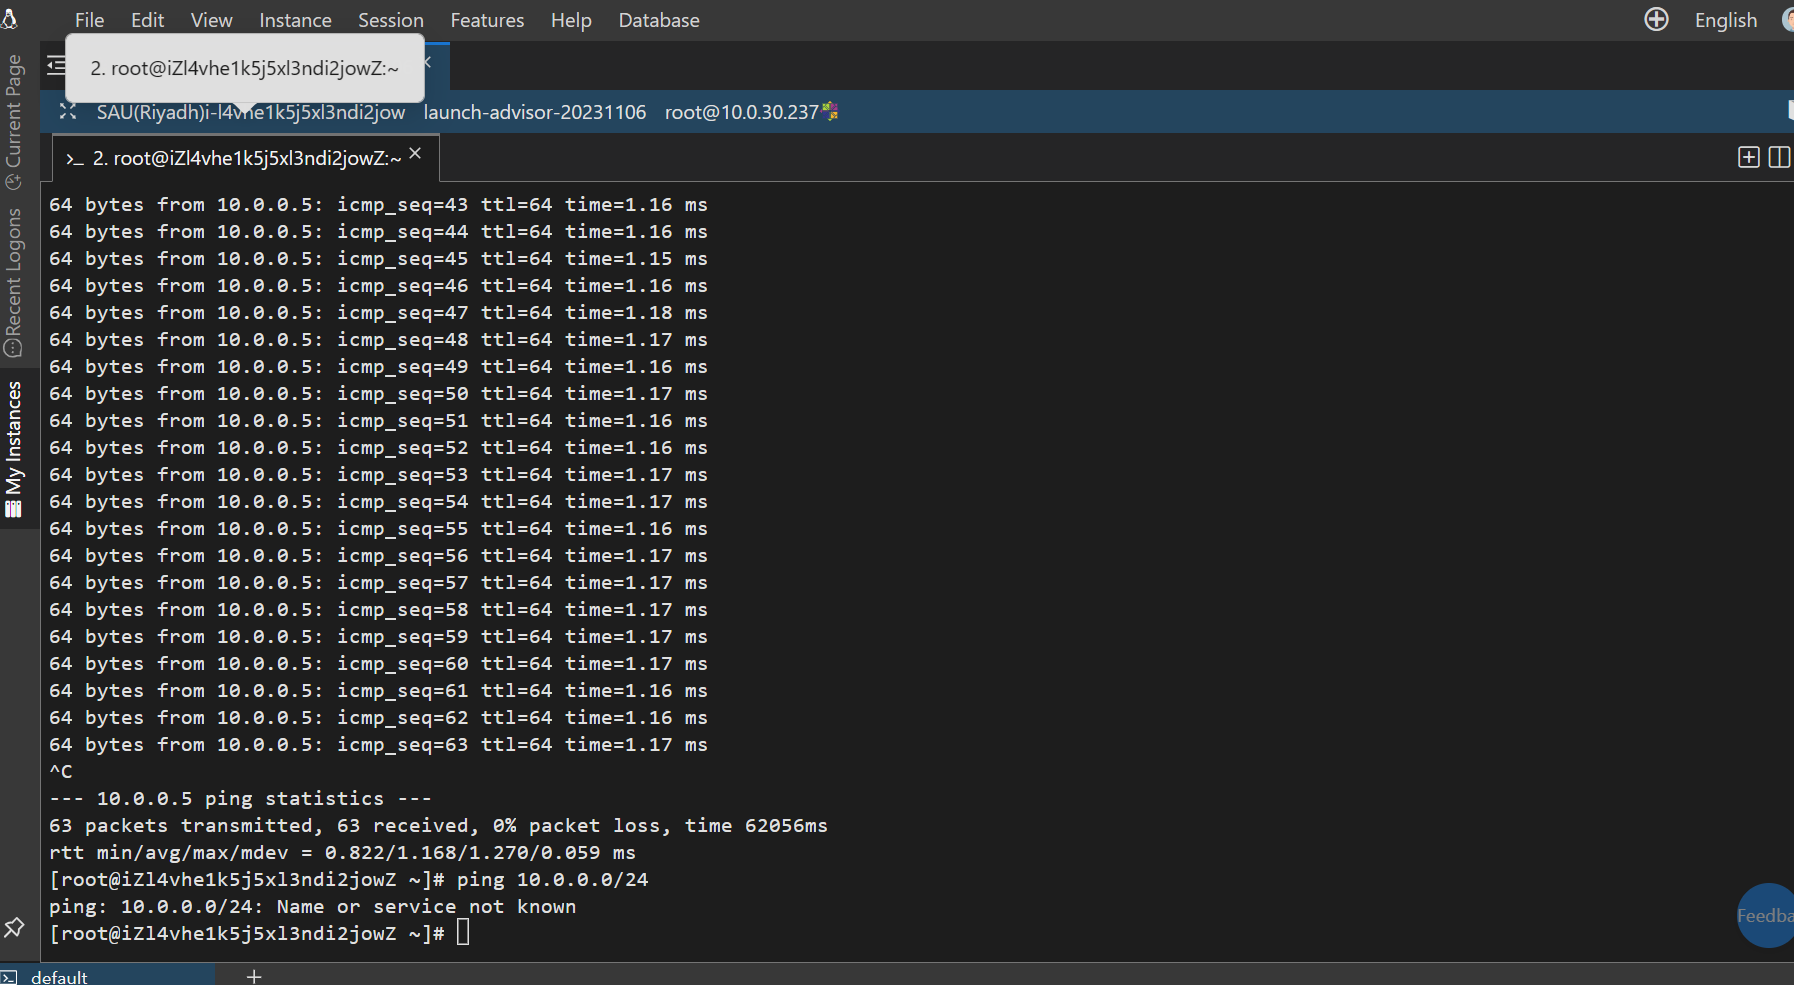 File Edit View Instance Session Features Help Database English
2. root@iZl4vhe1k5j5xl3ndi2jowZ:~
SAU(Riyadh)i-l4vhe1k5j5xl3ndi2jow launch-advisor-20231106 root@10.0.30.237
>_ 2. root@iZl4vhe1k5j5xl3ndi2jowZ:~
Current Page
Recent Logons
My Instances
64 bytes from 10.0.0.5: icmp_seq=43 ttl=64 time=1.16 ms
64 bytes from 10.0.0.5: icmp_seq=44 ttl=64 time=1.16 ms
64 bytes from 10.0.0.5: icmp_seq=45 ttl=64 time=1.15 ms
64 bytes from 10.0.0.5: icmp_seq=46 ttl=64 time=1.16 ms
64 bytes from 10.0.0.5: icmp_seq=47 ttl=64 time=1.18 ms
64 bytes from 10.0.0.5: icmp_seq=48 ttl=64 time=1.17 ms
64 bytes from 10.0.0.5: icmp_seq=49 ttl=64 time=1.16 ms
64 bytes from 10.0.0.5: icmp_seq=50 ttl=64 time=1.17 ms
64 bytes from 10.0.0.5: icmp_seq=51 ttl=64 time=1.16 ms
64 bytes from 10.0.0.5: icmp_seq=52 ttl=64 time=1.16 ms
64 bytes from 10.0.0.5: icmp_seq=53 ttl=64 time=1.17 ms
64 bytes from 10.0.0.5: icmp_seq=54 ttl=64 time=1.17 ms
64 bytes from 10.0.0.5: icmp_seq=55 ttl=64 time=1.16 ms
64 bytes from 10.0.0.5: icmp_seq=56 ttl=64 time=1.17 ms
64 bytes from 10.0.0.5: icmp_seq=57 ttl=64 time=1.17 ms
64 bytes from 10.0.0.5: icmp_seq=58 ttl=64 time=1.17 ms
64 bytes from 10.0.0.5: icmp_seq=59 ttl=64 time=1.17 ms
64 bytes from 10.0.0.5: icmp_seq=60 ttl=64 time=1.17 ms
64 bytes from 10.0.0.5: icmp_seq=61 ttl=64 time=1.16 ms
64 bytes from 10.0.0.5: icmp_seq=62 ttl=64 time=1.16 ms
64 bytes from 10.0.0.5: icmp_seq=63 ttl=64 time=1.17 ms
^C
--- 10.0.0.5 ping statistics ---
63 packets transmitted, 63 received, 0% packet loss, time 62056ms
rtt min/avg/max/mdev = 0.822/1.168/1.270/0.059 ms
[root@iZl4vhe1k5j5xl3ndi2jowZ ~]# ping 10.0.0.0/24
ping: 10.0.0.0/24: Name or service not known
[root@iZl4vhe1k5j5xl3ndi2jowZ ~]#
Feedba
default